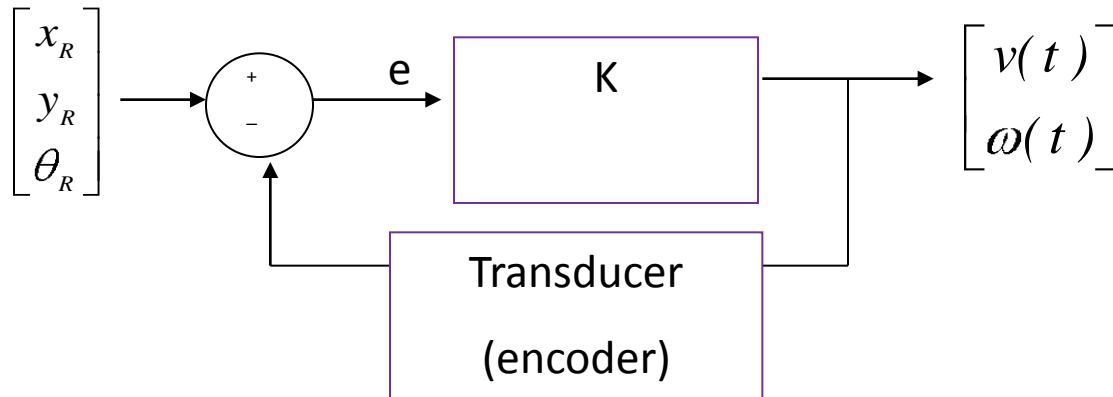 x_R
y_R
θ_R
+
−
e
K
v( t )
ω( t )
Transducer
(encoder)